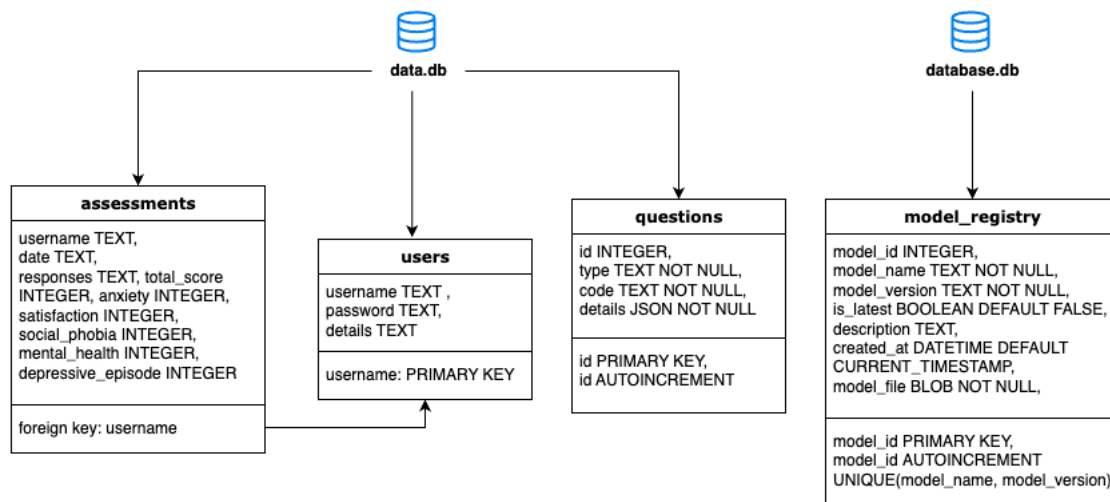 data.db
database.db
assessments
username TEXT,
date TEXT,
responses TEXT, total_score
INTEGER, anxiety INTEGER,
satisfaction INTEGER,
social_phobia INTEGER,
mental_health INTEGER,
depressive_episode INTEGER
foreign key: username
users
username TEXT ,
password TEXT,
details TEXT
username: PRIMARY KEY
questions
id INTEGER,
type TEXT NOT NULL,
code TEXT NOT NULL,
details JSON NOT NULL
id PRIMARY KEY,
id AUTOINCREMENT
model_registry
model_id INTEGER,
model_name TEXT NOT NULL,
model_version TEXT NOT NULL,
is_latest BOOLEAN DEFAULT FALSE,
description TEXT,
created_at DATETIME DEFAULT
CURRENT_TIMESTAMP,
model_file BLOB NOT NULL,
model_id PRIMARY KEY,
model_id AUTOINCREMENT
UNIQUE(model_name, model_version)